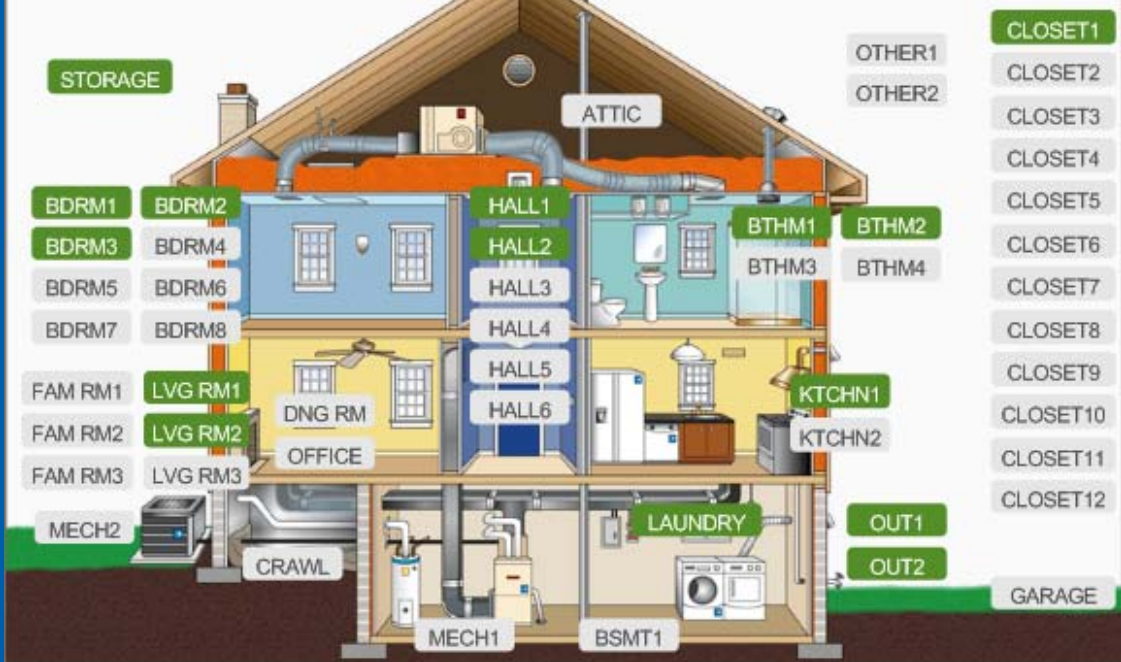 STORAGE
OTHER1
OTHER2
CLOSET1
CLOSET2
CLOSET3
CLOSET4
CLOSET5
CLOSET6
CLOSET7
CLOSET8
CLOSET9
CLOSET10
CLOSET11
CLOSET12
ATTIC
BDRM1 BDRM2
BDRM3 BDRM4
BDRM5 BDRM6
BDRM7 BDRM8
HALL1
HALL2
HALL3
HALL4
HALL5
HALL6
BTHM1 BTHM2
BTHM3 BTHM4
FAM RM1 LVG RM1
FAM RM2 LVG RM2
FAM RM3 LVG RM3
DNG RM
OFFICE
KTCHN1
KTCHN2
MECH2
CRAWL
LAUNDRY
OUT1
OUT2
GARAGE
MECH1
BSMT1